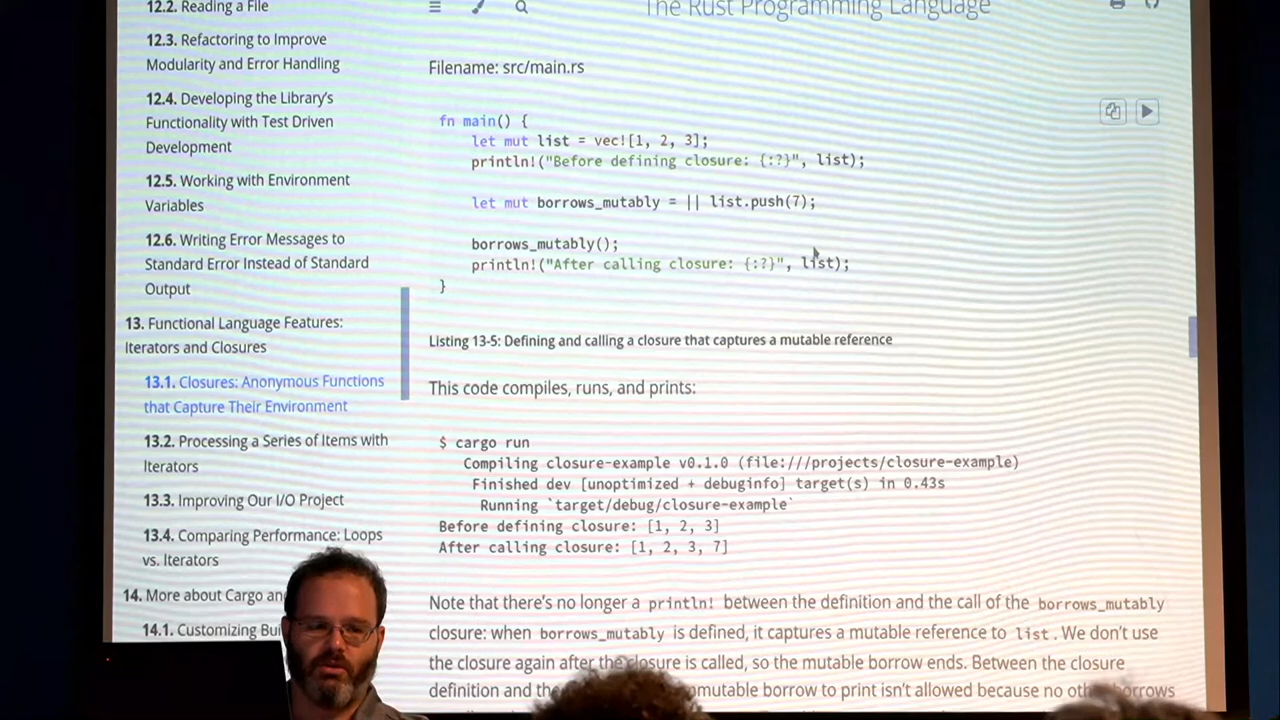 12.2. Reading a File
12.3. Refactoring to Improve
Modularity and Error Handling
12.4. Developing the Library's
Functionality with Test Driven
Development
12.5. Working with Environment
Variables
12.6. Writing Error Messages to
Standard Error Instead of Standard
Output
13. Functional Language Features:
Iterators and Closures
13.1. Closures: Anonymous Functions
that Capture Their Environment
13.2. Processing a Series of Items with
Iterators
13.3. Improving Our I/O Project
13.4. Comparing Performance: Loops
vs. Iterators
14. More about Cargo an
14.1. Customizing Bui
The Rust Programming Language
Filename: src/main.rs
fn main() {
let mut list = vec![1, 2, 3];
println!("Before defining closure: {:?}", list);
let mut borrows_mutably = || list.push(7);
borrows_mutably();
println!("After calling closure: {:?}", list);
}
Listing 13-5: Defining and calling a closure that captures a mutable reference
This code compiles, runs, and prints:
$ cargo run
Compiling closure-example v0.1.0 (file:///projects/closure-example)
Finished dev [unoptimized + debuginfo] target(s) in 0.43s
Running `target/debug/closure-example`
Before defining closure: [1, 2, 3]
After calling closure: [1, 2, 3, 7]
Note that there's no longer a println! between the definition and the call of the borrows_mutably
closure: when borrows_mutably is defined, it captures a mutable reference to list. We don't use
the closure again after the closure is called, so the mutable borrow ends. Between the closure
definition and the mmutable borrow to print isn't allowed because no other borrows